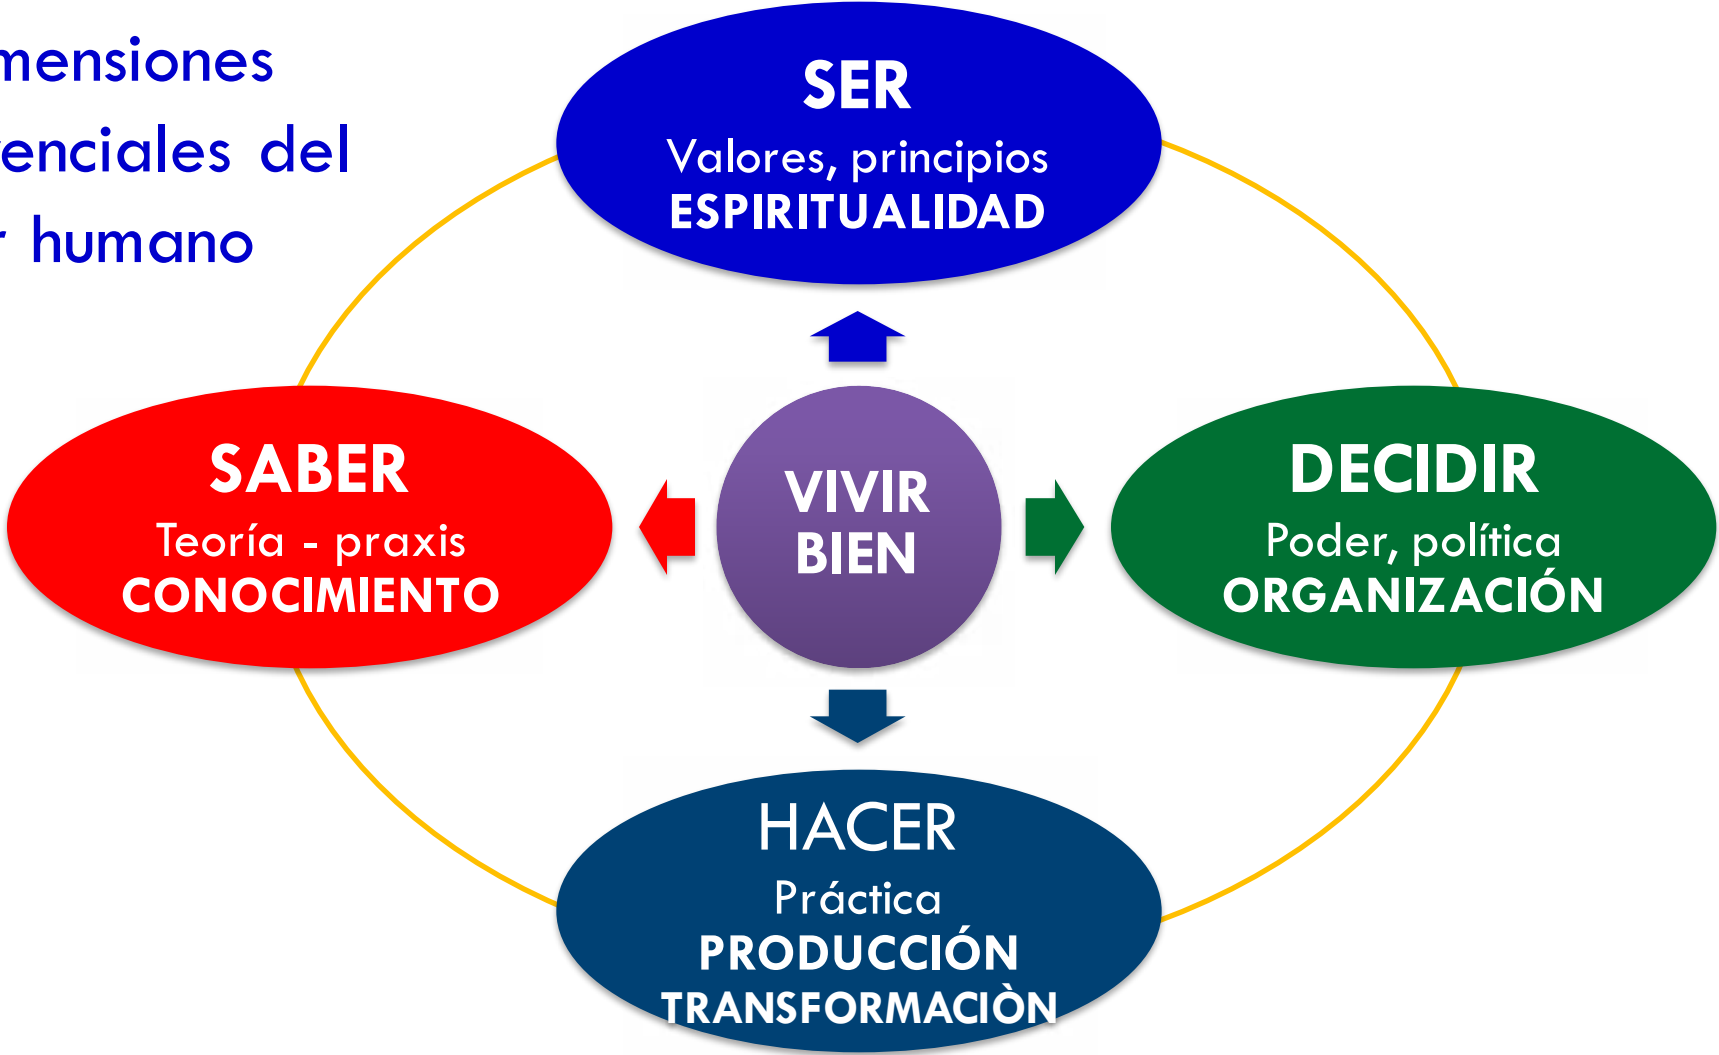 mensiones
venciales del
r humano
SER
Valores, principios
ESPIRITUALIDAD
SABER
Teoría - praxis
CONOCIMIENTO
VIVIR
BIEN
DECIDIR
Poder, política
ORGANIZACIÓN
HACER
Práctica
PRODUCCIÓN
TRANSFORMACIÒN